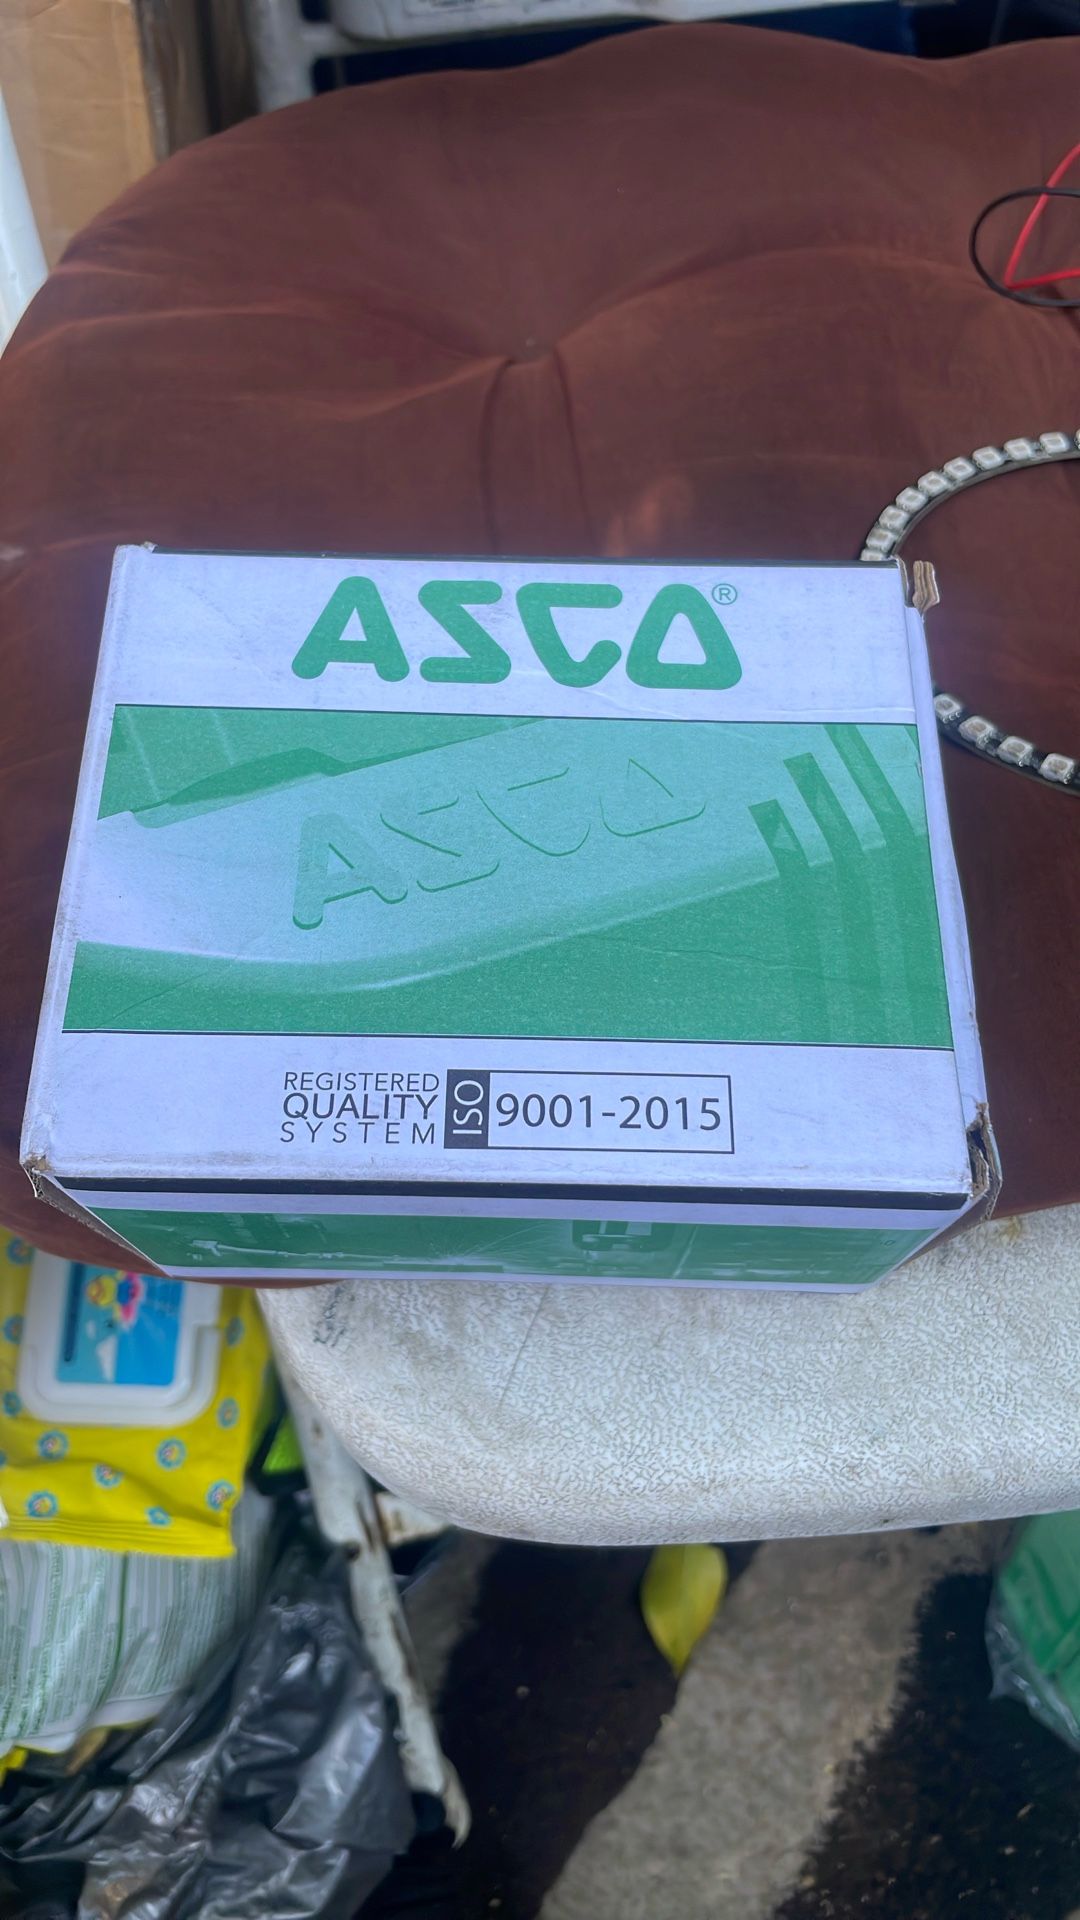 ASCO®
ASCO
REGISTERED
QUALITY
SYSTEM
ISO 9001-2015